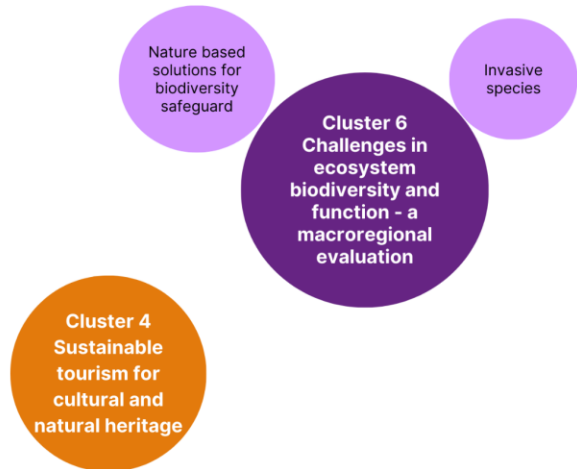 Nature based
solutions for
biodiversity
safeguard
Invasive
species
Cluster 6
Challenges in
ecosystem
biodiversity and
function - a
macroregional
evaluation
Cluster 4
Sustainable
tourism for
cultural and
natural heritage